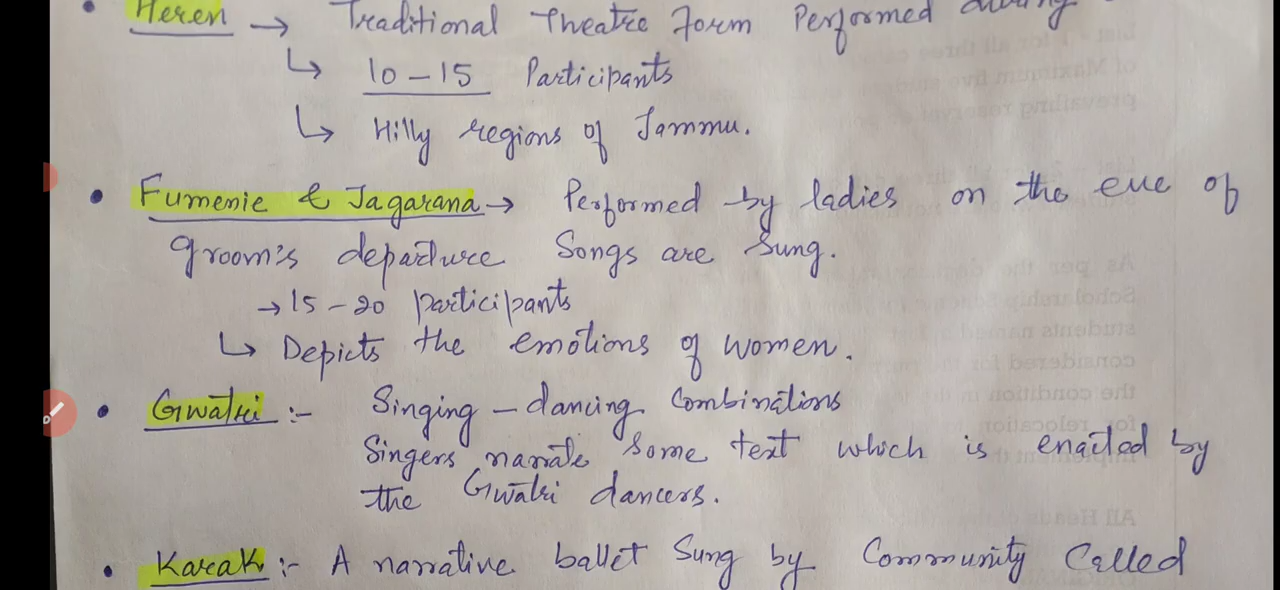 • Heren → Traditional Theatre Form Performed during
↳ 10-15 Participants
↳ Hilly regions of Jammu.
• Fumenie & Jagarana → Performed by ladies on the eve of
groom's departure Songs are Sung.
→ 15-20 participants
↳ Depicts the emotions of women.
• Gwatri :- Singing - dancing Combinations
Singers narrate some text which is enacted by
the Gwatri dancers.
• Karak :- A narrative ballet Sung by Community Called